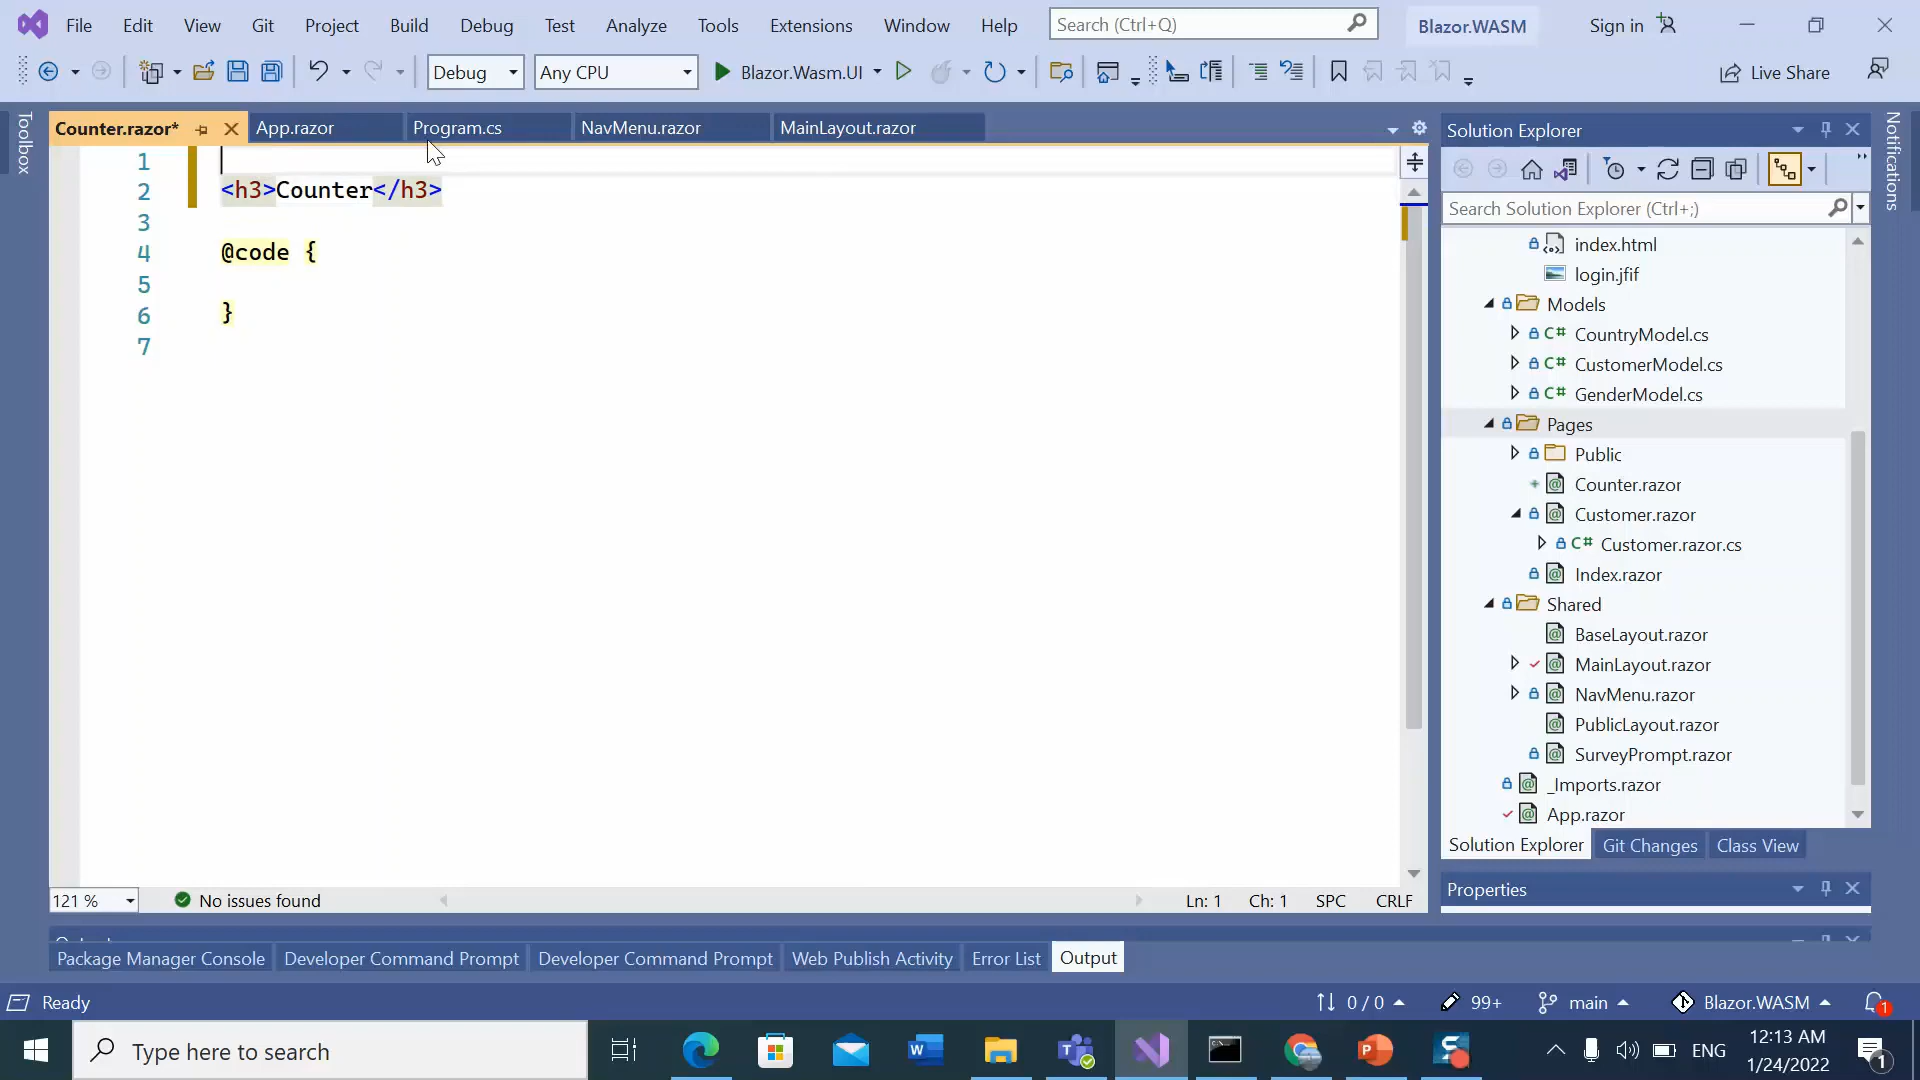 File Edit View Git Project Build Debug Test Analyze Tools Extensions Window Help Search (Ctrl+Q) Blazor.WASM Sign in
Debug Any CPU Blazor.Wasm.UI Live Share
Toolbox
Counter.razor* App.razor Program.cs NavMenu.razor MainLayout.razor
1
2 <h3>Counter</h3>
3
4 @code {
5
6 }
7
121 % No issues found Ln: 1 Ch: 1 SPC CRLF
Solution Explorer
Search Solution Explorer (Ctrl+;)
index.html
login.jfif
Models
C# CountryModel.cs
C# CustomerModel.cs
C# GenderModel.cs
Pages
Public
Counter.razor
Customer.razor
C# Customer.razor.cs
Index.razor
Shared
BaseLayout.razor
MainLayout.razor
NavMenu.razor
PublicLayout.razor
SurveyPrompt.razor
_Imports.razor
App.razor
Solution Explorer Git Changes Class View
Properties
Notifications
Package Manager Console Developer Command Prompt Developer Command Prompt Web Publish Activity Error List Output
Ready 0 / 0 99+ main Blazor.WASM 1
Type here to search ENG 12:13 AM
1/24/2022 1